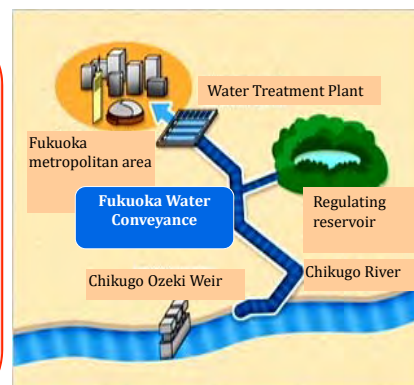 Water Treatment Plant
Fukuoka
metropolitan area
Fukuoka Water
Conveyance
Regulating
reservoir
Chikugo Ozeki Weir
Chikugo River